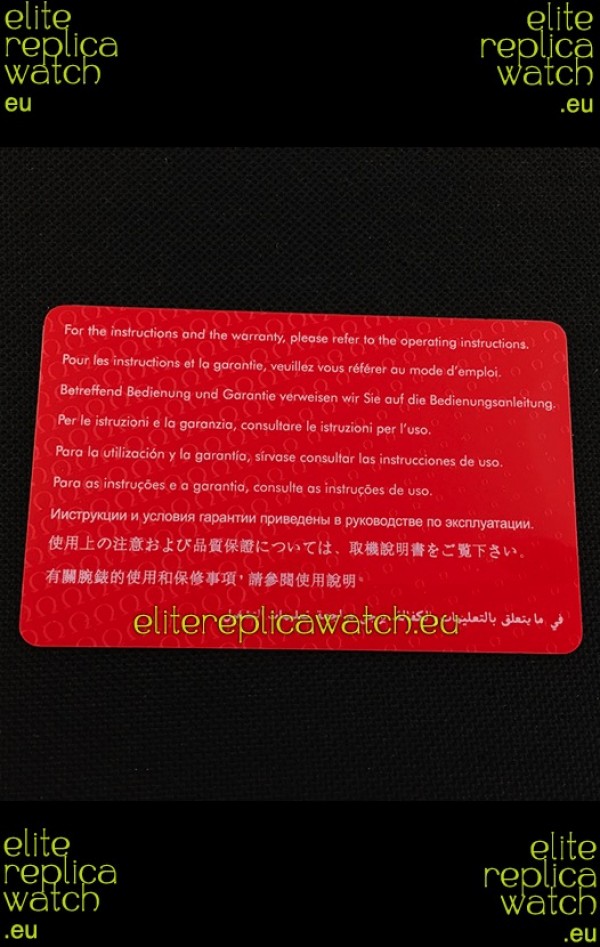 elite
replica
watch
.eu
elite
replica
watch
.eu
For the instructions and the warranty, please refer to the operating instructions.
Pour les instructions et la garantie, veuillez vous référer au mode d'emploi.
Betreffend Bedienung und Garantie verweisen wir Sie auf die Bedienungsanleitung.
Per le istruzioni e la garanzia, consultare le istruzioni per l'uso.
Para la utilización y la garantía, sírvase consultar las instrucciones de uso.
Para as instruções e a garantia, consulte as instruções de uso.
Инструкции и условия гарантии приведены в руководстве по эксплуатации.
使用上の注意および品質保證については、取機說明書をご覧下さい。
有關腕錶的使用和保修事項，請參閱使用說明。
في ما يتعلق بالتعليمات
elitereplicawatch.eu
elite
replica
watch
.eu
elite
replica
watch
.eu